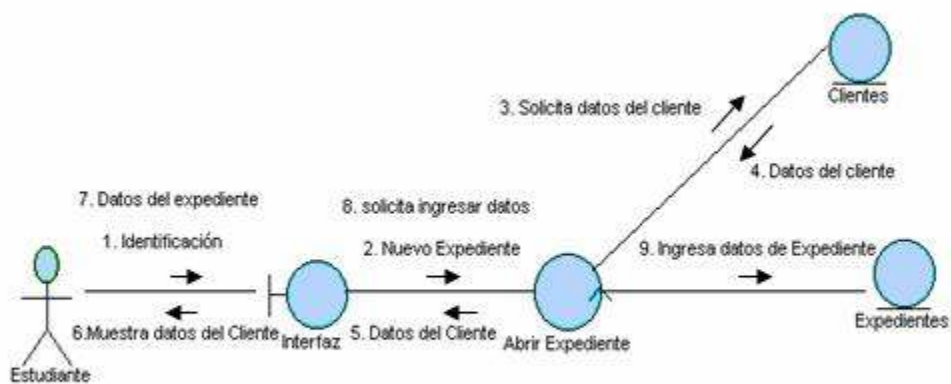 Clientes
3. Solicita datos del cliente
4. Datos del cliente
7. Datos del expediente
8. solicita ingresar datos
1. Identificación
2. Nuevo Expediente
9. Ingresa datos de Expediente
6.Muestra datos del Cliente
Interfaz
5. Datos del Cliente
Abrir Expediente
Expedientes
Estudiante